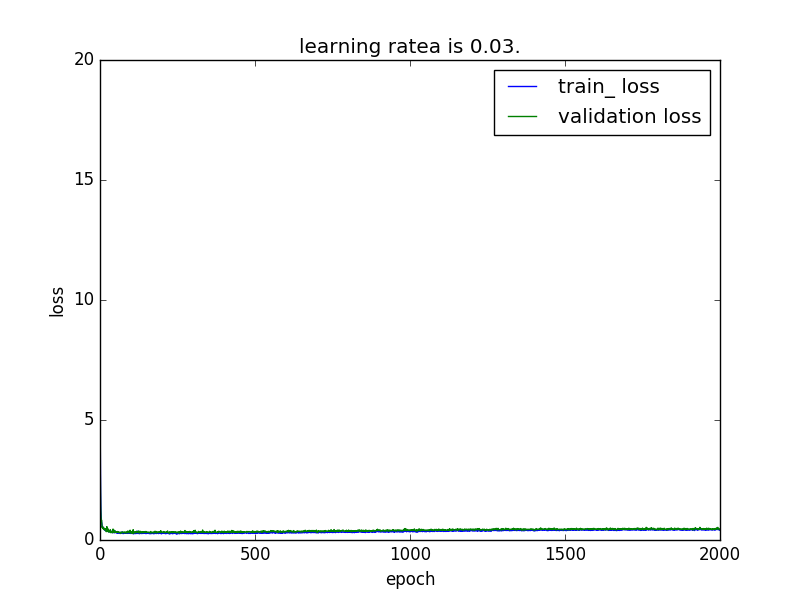 learning ratea is 0.03.
train_ loss
validation loss
20
15
10
5
0
loss
0
500
1000
1500
2000
epoch